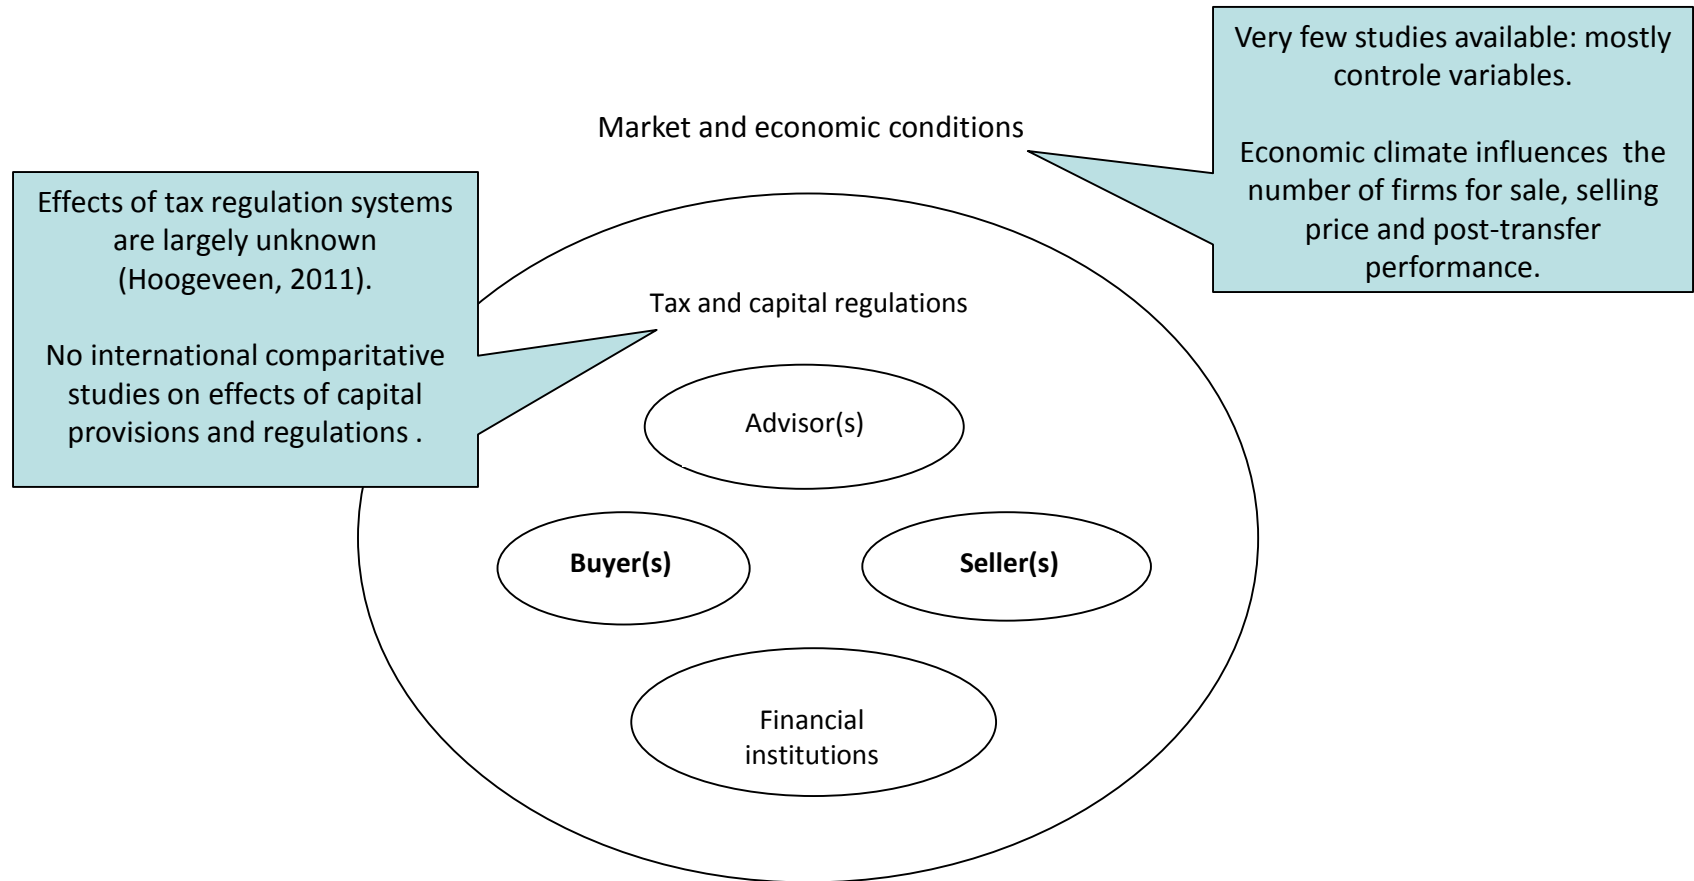 Very few studies available: mostly
controle variables.
Economic climate influences the
number of firms for sale, selling
price and post-transfer
performance.
Market and economic conditions
Effects of tax regulation systems
are largely unknown
(Hoogeveen, 2011).
No international comparitative
studies on effects of capital
provisions and regulations .
Tax and capital regulations
Advisor(s)
Buyer(s)
Seller(s)
Financial
institutions